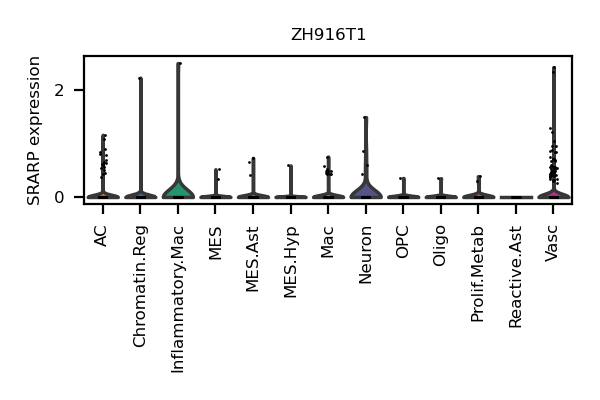 ZH916T1
SRARP expression
2
0
AC
Chromatin.Reg
Inflammatory.Mac
MES
MES.Ast
MES.Hyp
Mac
Neuron
OPC
Oligo
Prolif.Metab
Reactive.Ast
Vasc